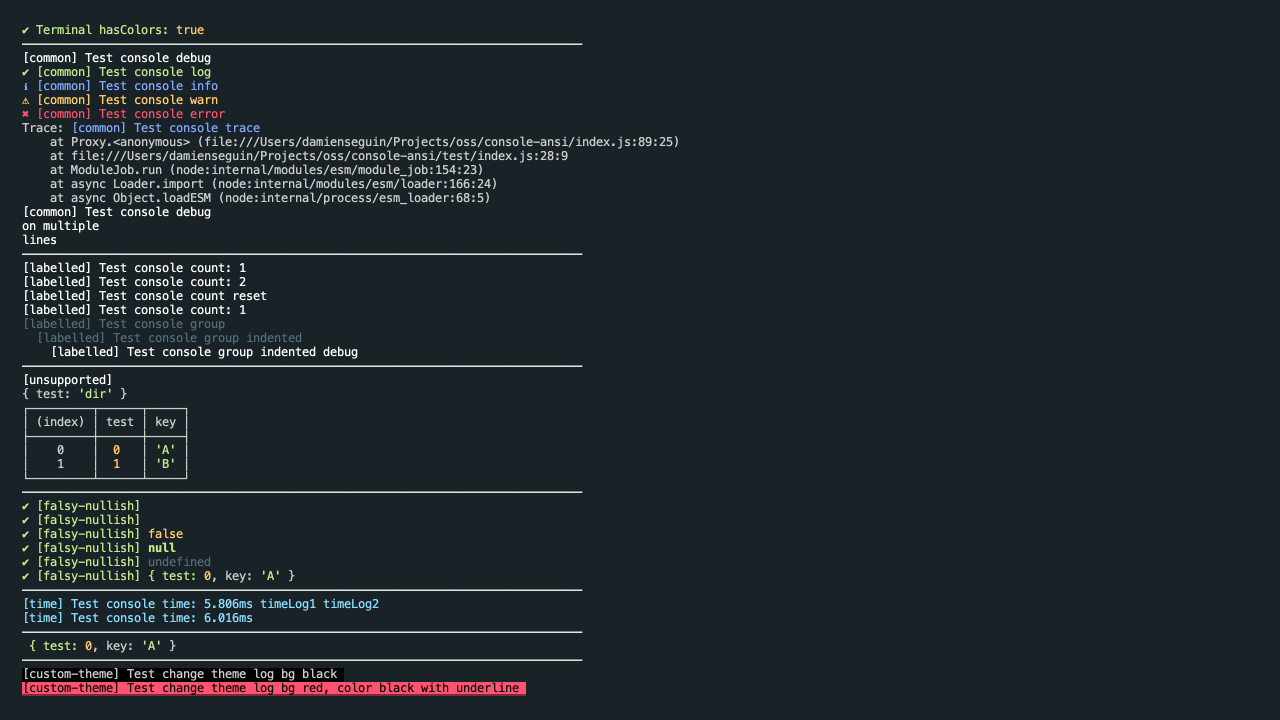 ✔ Terminal hasColors: true
[common] Test console debug
✔ [common] Test console log
ℹ [common] Test console info
⚠ [common] Test console warn
✖ [common] Test console error
Trace: [common] Test console trace
    at Proxy.<anonymous> (file:///Users/damienseguin/Projects/oss/console-ansi/index.js:89:25)
    at file:///Users/damienseguin/Projects/oss/console-ansi/test/index.js:28:9
    at ModuleJob.run (node:internal/modules/esm/module_job:154:23)
    at async Loader.import (node:internal/modules/esm/loader:166:24)
    at async Object.loadESM (node:internal/process/esm_loader:68:5)
[common] Test console debug
on multiple
lines
[labelled] Test console count: 1
[labelled] Test console count: 2
[labelled] Test console count reset
[labelled] Test console count: 1
[labelled] Test console group
  [labelled] Test console group indented
    [labelled] Test console group indented debug
[unsupported]
{ test: 'dir' }
(index) test key
0 0 'A'
1 1 'B'
✔ [falsy-nullish]
✔ [falsy-nullish]
✔ [falsy-nullish] false
✔ [falsy-nullish] null
✔ [falsy-nullish] undefined
✔ [falsy-nullish] { test: 0, key: 'A' }
[time] Test console time: 5.806ms timeLog1 timeLog2
[time] Test console time: 6.016ms
{ test: 0, key: 'A' }
[custom-theme] Test change theme log bg black
[custom-theme] Test change theme log bg red, color black with underline